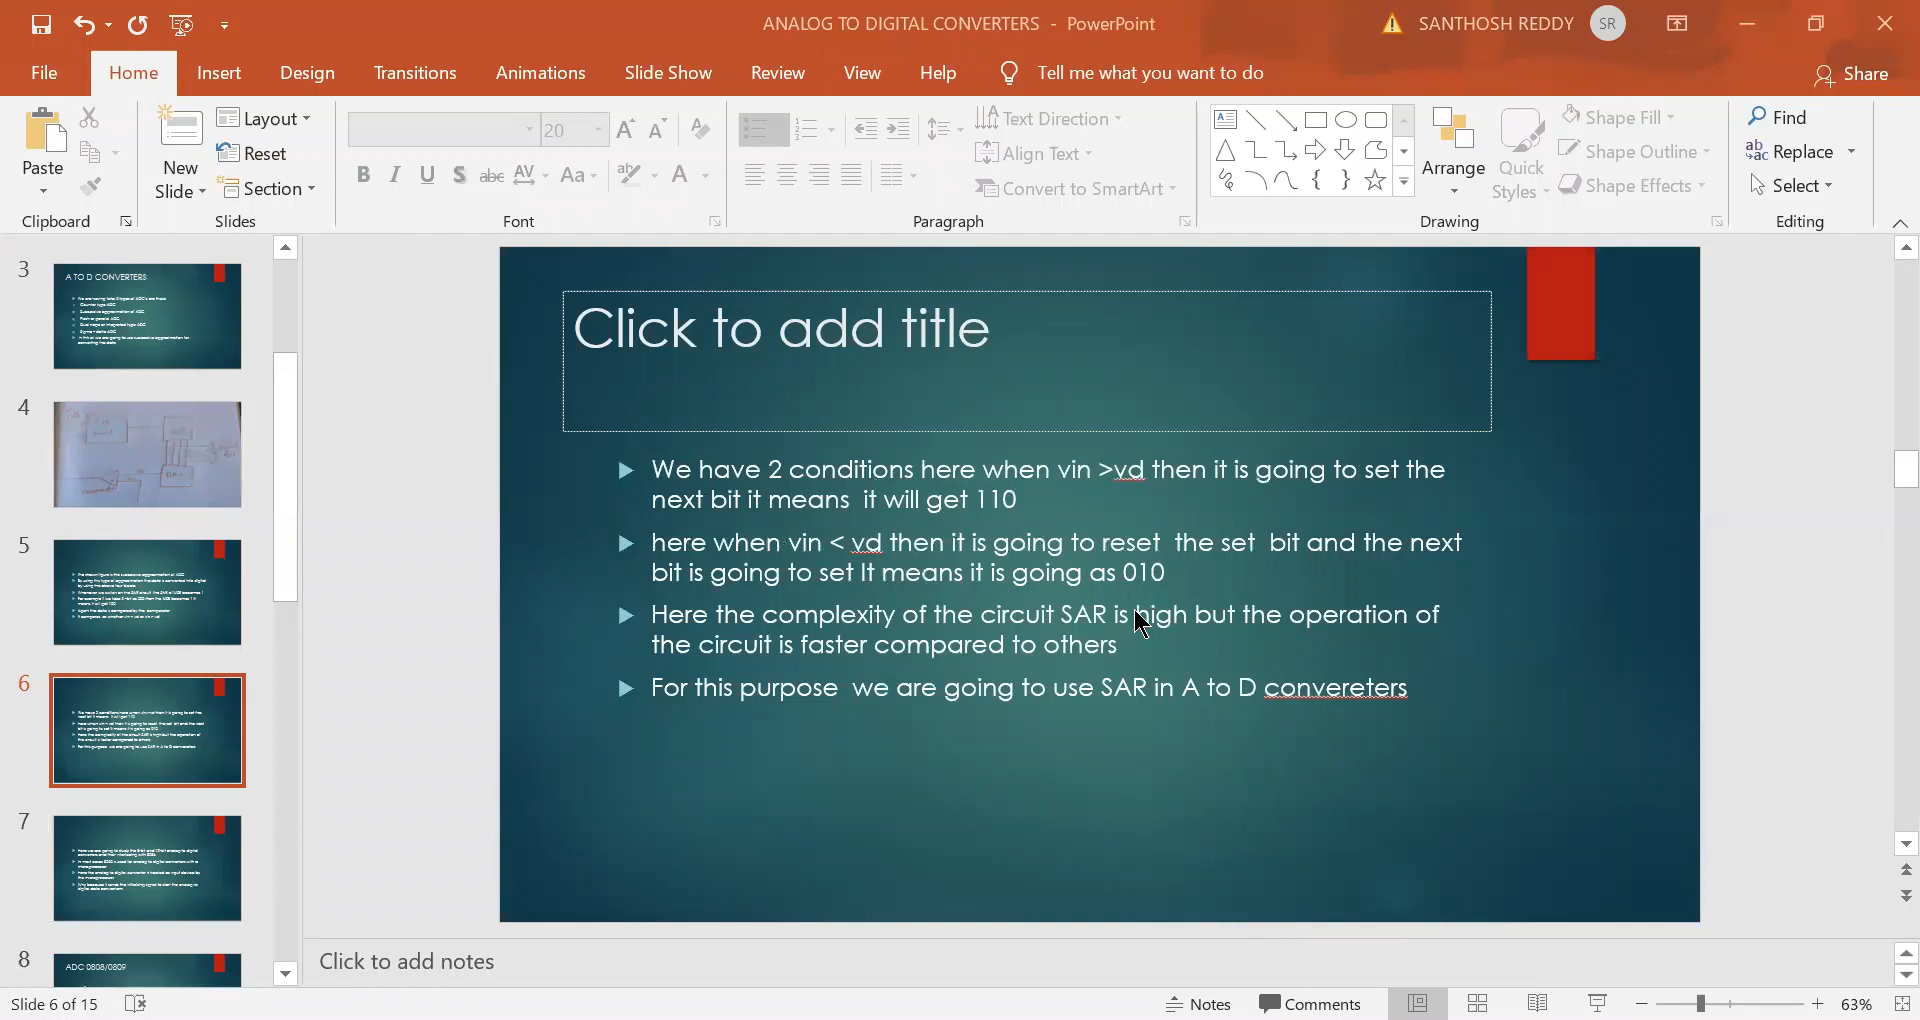 ANALOG TO DIGITAL CONVERTERS - PowerPoint
SANTHOSH REDDY
SR
File
Home
Insert
Design
Transitions
Animations
Slide Show
Review
View
Help
Tell me what you want to do
Share
Paste
Clipboard
New
Slide
Layout
Reset
Section
Slides
20
B I U S abc AV Aa A
Font
Text Direction
Align Text
Convert to SmartArt
Paragraph
Arrange
Quick
Styles
Shape Fill
Shape Outline
Shape Effects
Drawing
Find
Replace
Select
Editing
3
A TO D CONVERTERS
4
5
6
7
8
ADC 0808/0809
Click to add title
We have 2 conditions here when vin >vd then it is going to set the
next bit it means it will get 110
here when vin < vd then it is going to reset the set bit and the next
bit is going to set It means it is going as 010
Here the complexity of the circuit SAR is high but the operation of
the circuit is faster compared to others
For this purpose we are going to use SAR in A to D convereters
Click to add notes
Slide 6 of 15
Notes
Comments
63%